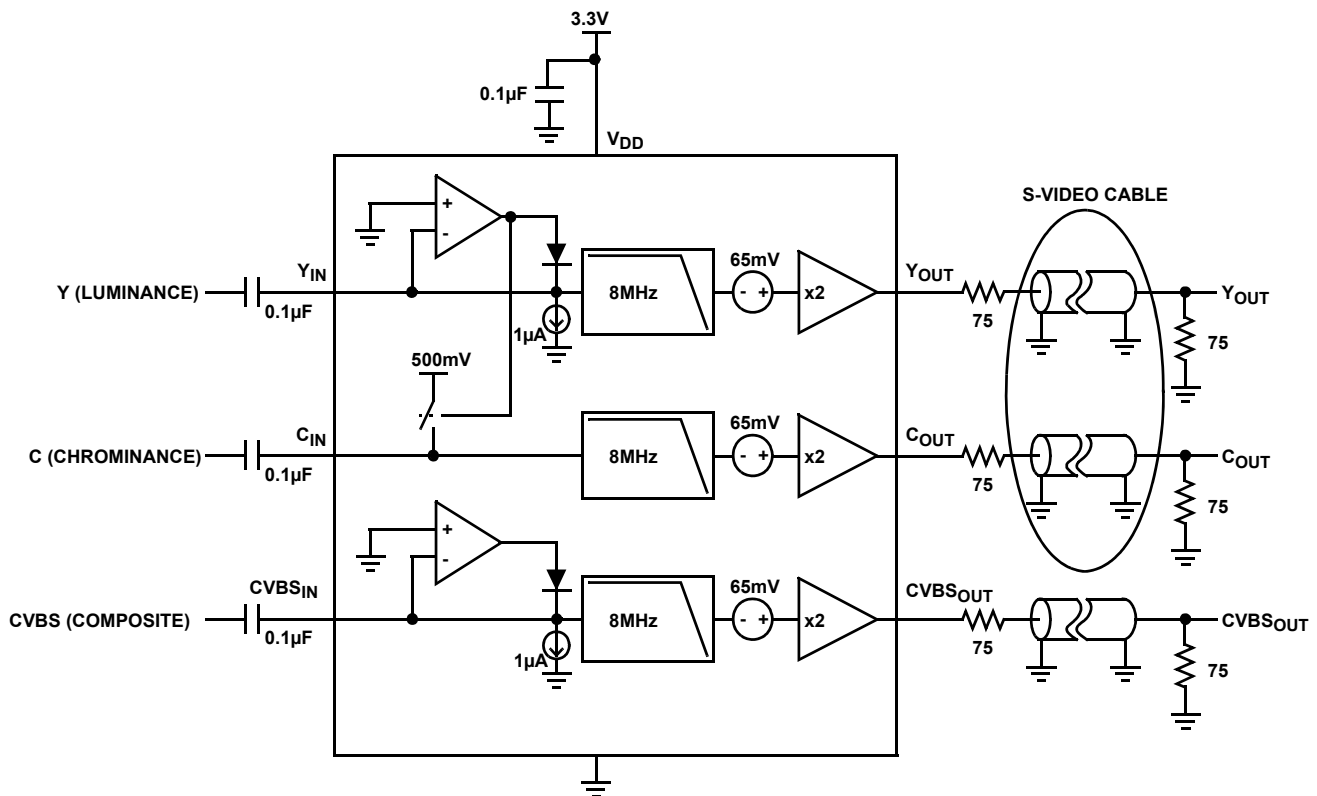 3.3V
0.1µF
VDD
S-VIDEO CABLE
+
-
65mV
YIN
YOUT
Y (LUMINANCE)
8MHz
- +
x2
YOUT
0.1µF
1µA
75
75
500mV
65mV
CIN
COUT
C (CHROMINANCE)
8MHz
- +
x2
COUT
0.1µF
75
75
+
-
65mV
CVBSIN
CVBSOUT
CVBS (COMPOSITE)
8MHz
- +
x2
CVBSOUT
0.1µF
1µA
75
75